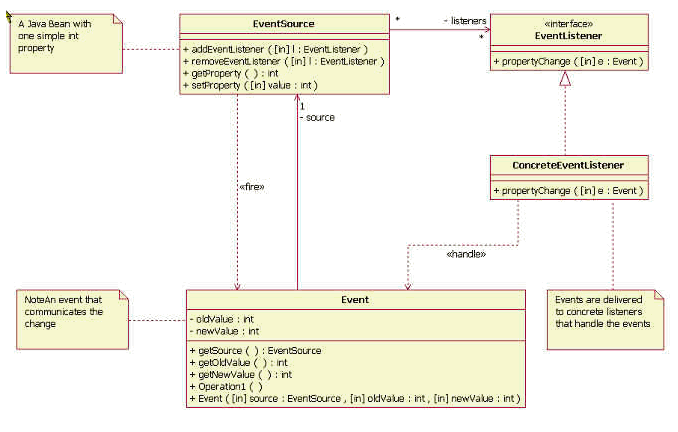 A Java Bean with
one simple int
property
EventSource
+ addEventListener ( [in] l : EventListener )
+ removeEventListener ( [in] l : EventListener )
+ getProperty ( ) : int
+ setProperty ( [in] value : int )
*
- listeners
*
«interface»
EventListener
+ propertyChange ( [in] e : Event )
1
- source
«fire»
ConcreteEventListener
+ propertyChange ( [in] e : Event )
«handle»
NoteAn event that
communicates the
change
Event
- oldValue : int
- newValue : int
+ getSource ( ) : EventSource
+ getOldValue ( ) : int
+ getNewValue ( ) : int
+ Operation1 ( )
+ Event ( [in] source : EventSource , [in] oldValue : int , [in] newValue : int )
Events are delivered
to concrete listeners
that handle the events